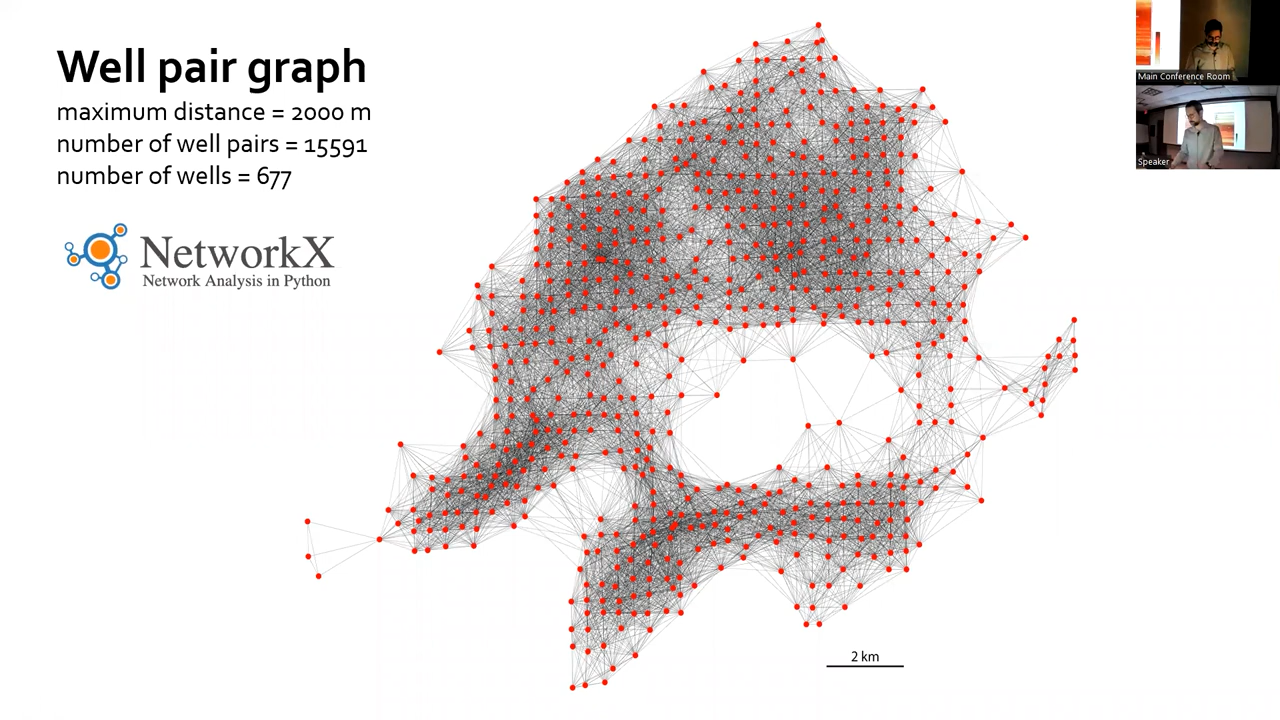 Well pair graph
maximum distance = 2000 m
number of well pairs = 15591
number of wells = 677
NetworkX
Network Analysis in Python
2 km
Main Conference Room
Speaker